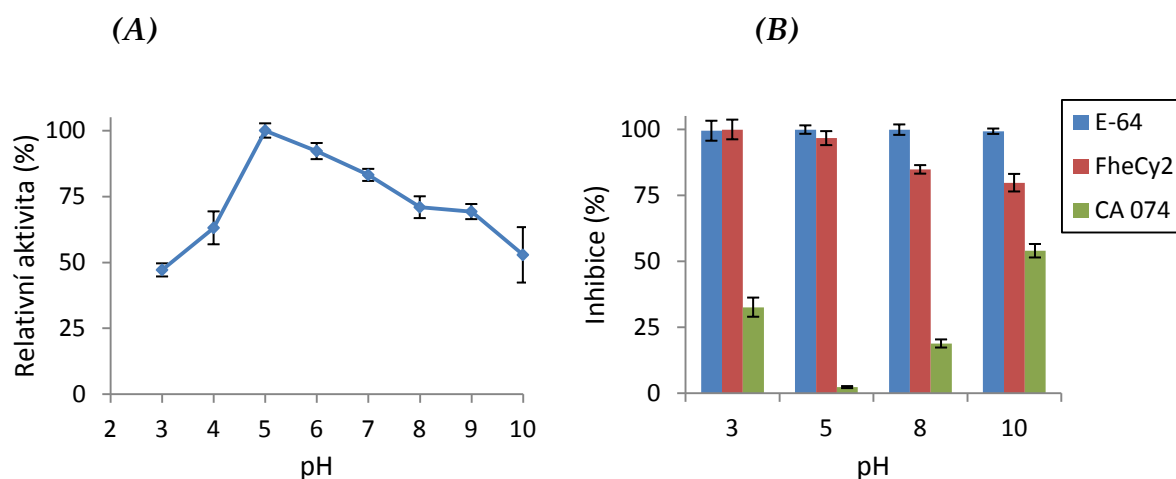 (A)
Relativní aktivita (%)
100
75
50
25
0
2 3 4 5 6 7 8 9 10
pH
(B)
Inhibice (%)
100
75
50
25
0
3 5 8 10
pH
E-64
FheCy2
CA 074